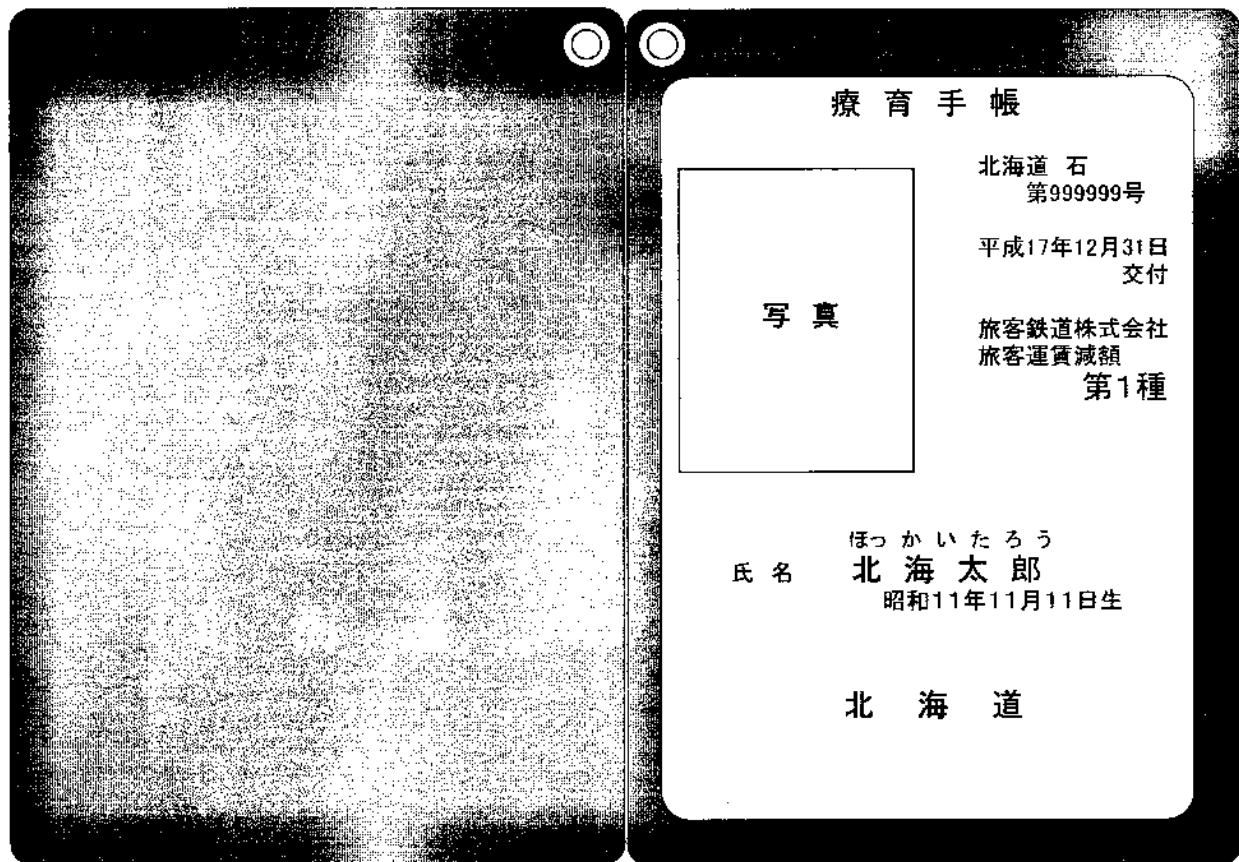 療育手帳
北海道 石
第999999号
平成17年12月31日
交付
写真
旅客鉄道株式会社
旅客運賃減額
第1種
ほっかいたろう
氏名 北海太郎
昭和11年11月11日生
北海道